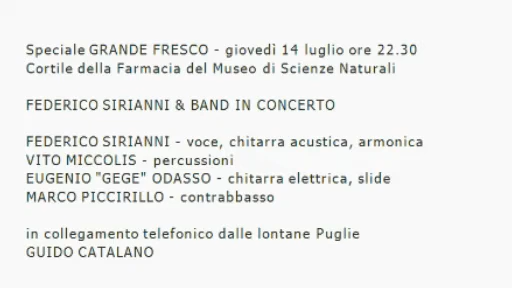 Speciale GRANDE FRESCO - giovedì 14 luglio ore 22.30
Cortile della Farmacia del Museo di Scienze Naturali
FEDERICO SIRIANNI & BAND IN CONCERTO
FEDERICO SIRIANNI - voce, chitarra acustica, armonica
VITO MICCOLIS - percussioni
EUGENIO "GEGE" ODASSO - chitarra elettrica, slide
MARCO PICCIRILLO - contrabbasso
in collegamento telefonico dalle lontane Puglie
GUIDO CATALANO